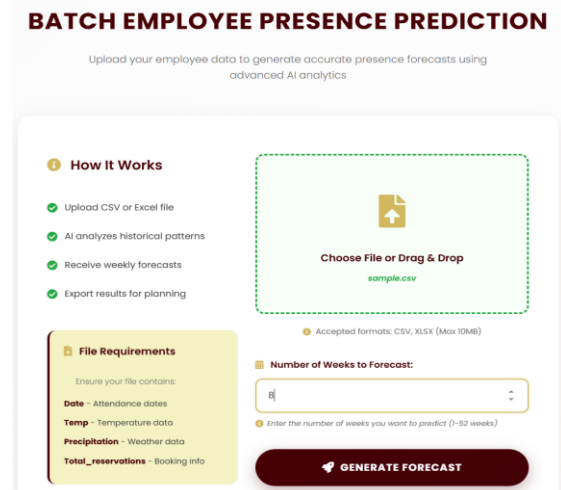 BATCH EMPLOYEE PRESENCE PREDICTION
Upload your employee data to generate accurate presence forecasts using
advanced AI analytics
How It Works
Upload CSV or Excel file
AI analyzes historical patterns
Receive weekly forecasts
Export results for planning
File Requirements
Ensure your file contains:
Date - Attendance dates
Temp - Temperature data
Precipitation - Weather data
Total_reservations - Booking info
Choose File or Drag & Drop
sample.csv
Accepted formats: CSV, XLSX (Max 10MB)
Number of Weeks to Forecast:
8
Enter the number of weeks you want to predict (1-52 weeks)
GENERATE FORECAST